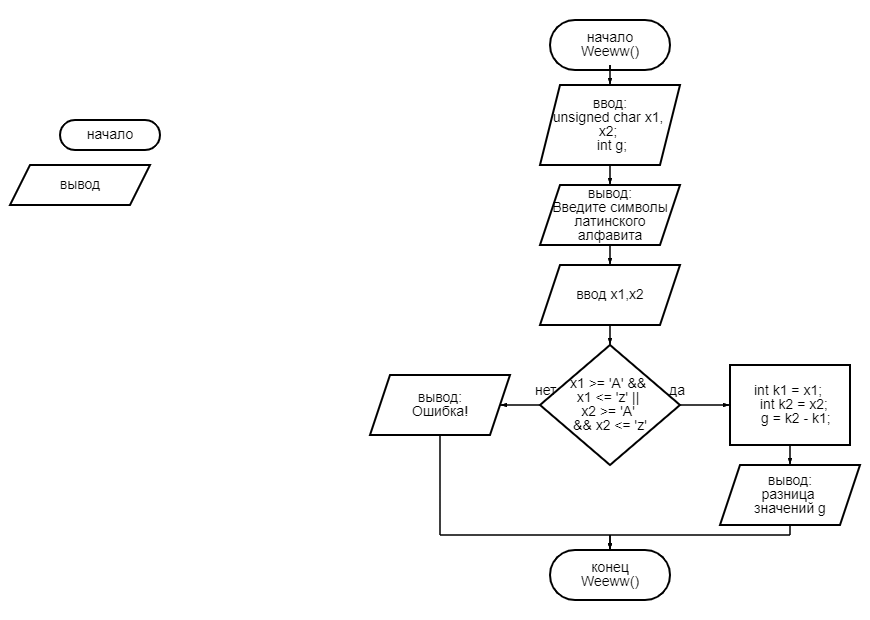 начало
вывод
начало
Weeww()
ввод:
unsigned char x1,
x2;
int g;
вывод:
Введите символы
латинского
алфавита
ввод x1,x2
нет
x1 >= 'A' &&
x1 <= 'z' ||
x2 >= 'A'
&& x2 <= 'z'
да
вывод:
Ошибка!
int k1 = x1;
int k2 = x2;
g = k2 - k1;
вывод:
разница
значений g
конец
Weeww()